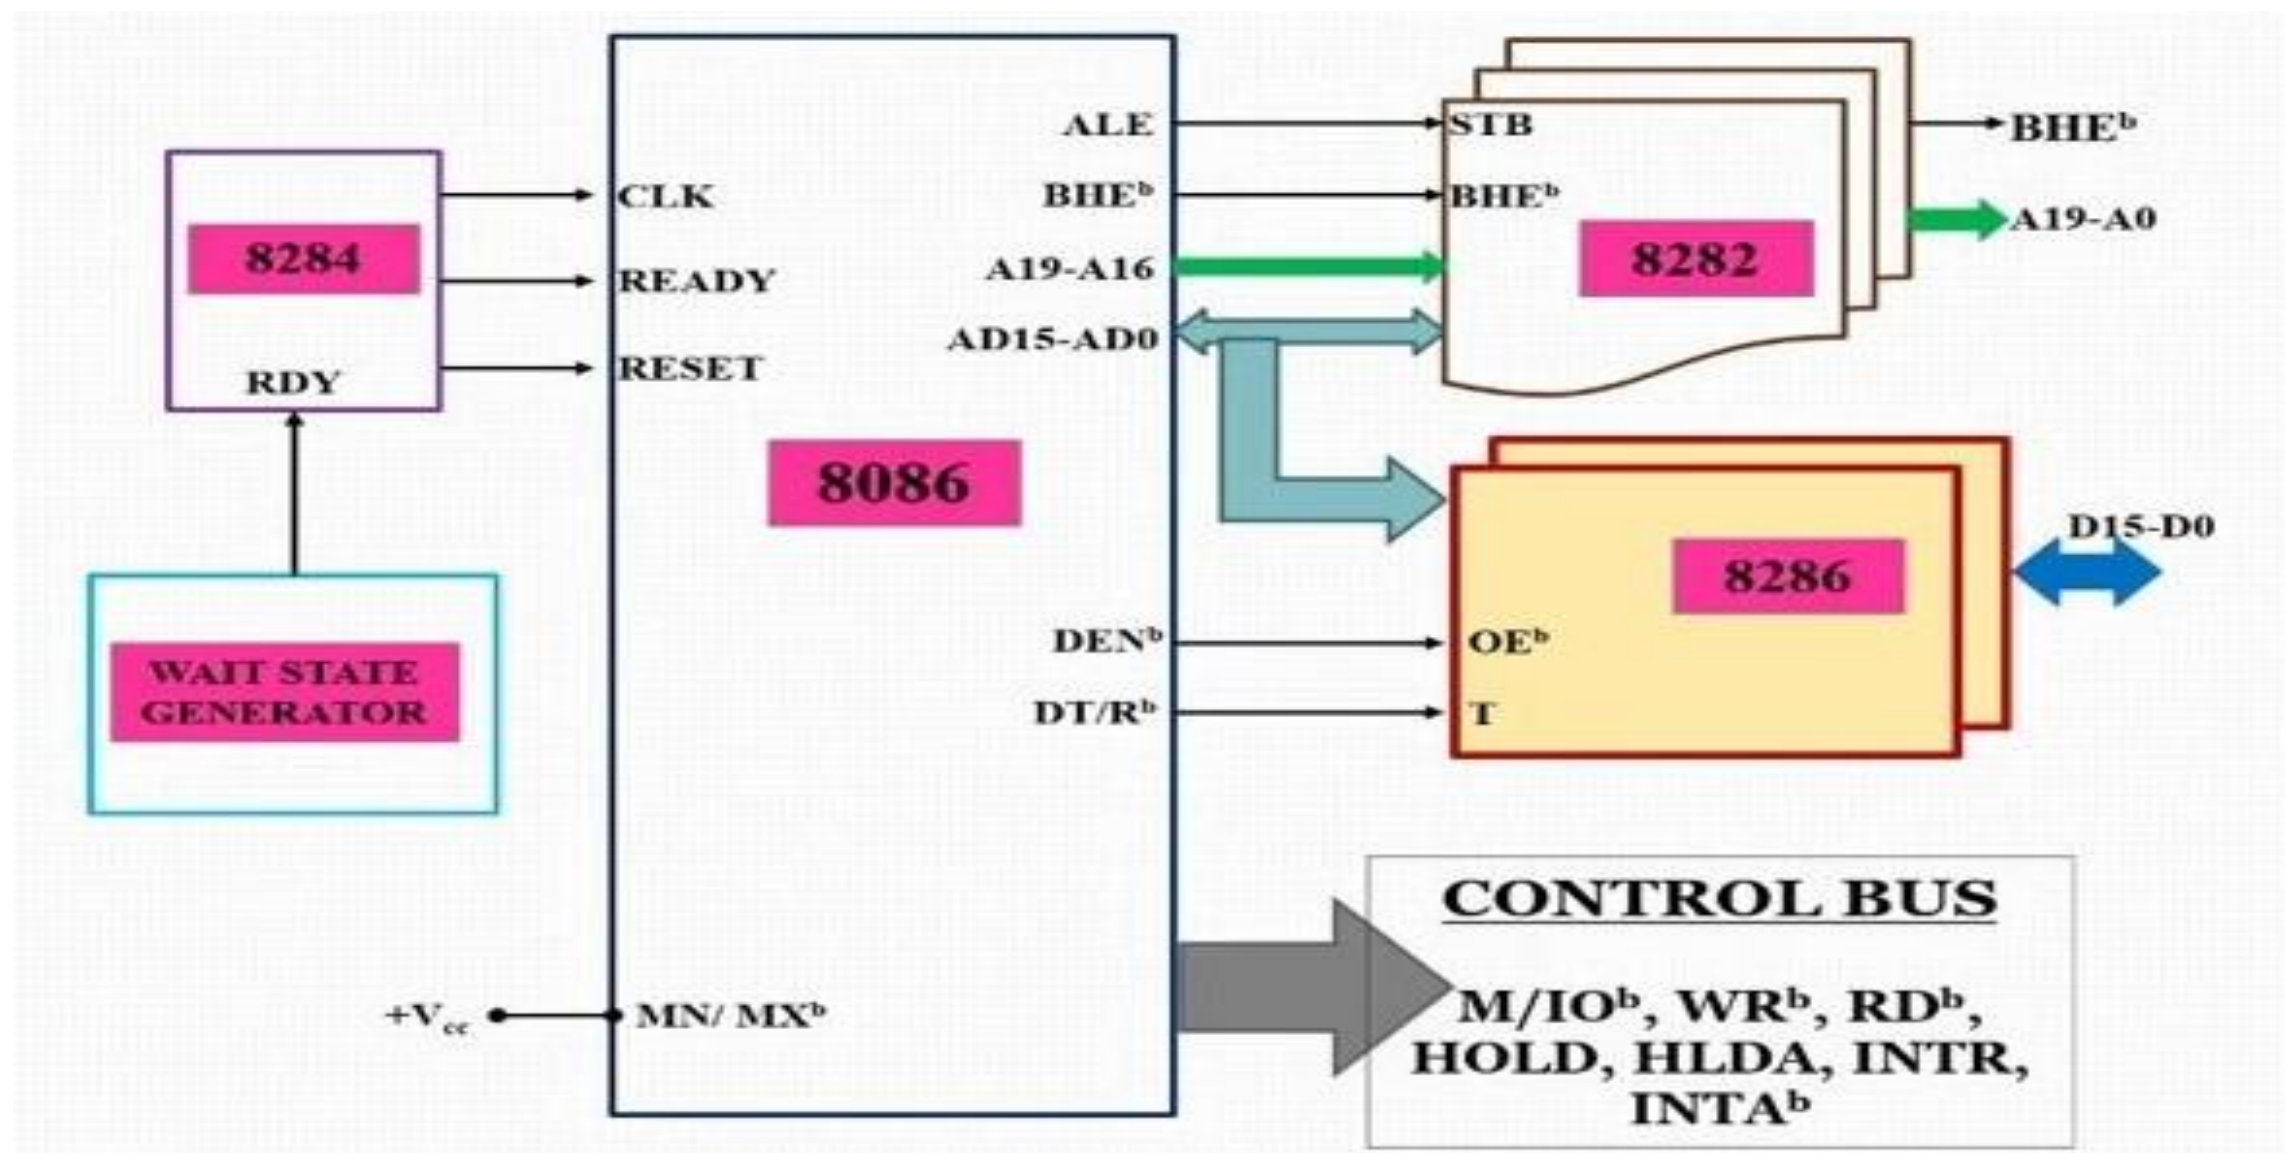 8284
RDY
WAIT STATE
GENERATOR
+Vcc
CLK
READY
RESET
8086
MN/ MXᵇ
ALE
BHEᵇ
A19-A16
AD15-AD0
DENᵇ
DT/Rᵇ
STB
BHEᵇ
8282
BHEᵇ
A19-A0
8286
OEᵇ
T
D15-D0
CONTROL BUS
M/IOᵇ, WRᵇ, RDᵇ,
HOLD, HLDA, INTR,
INTAᵇ